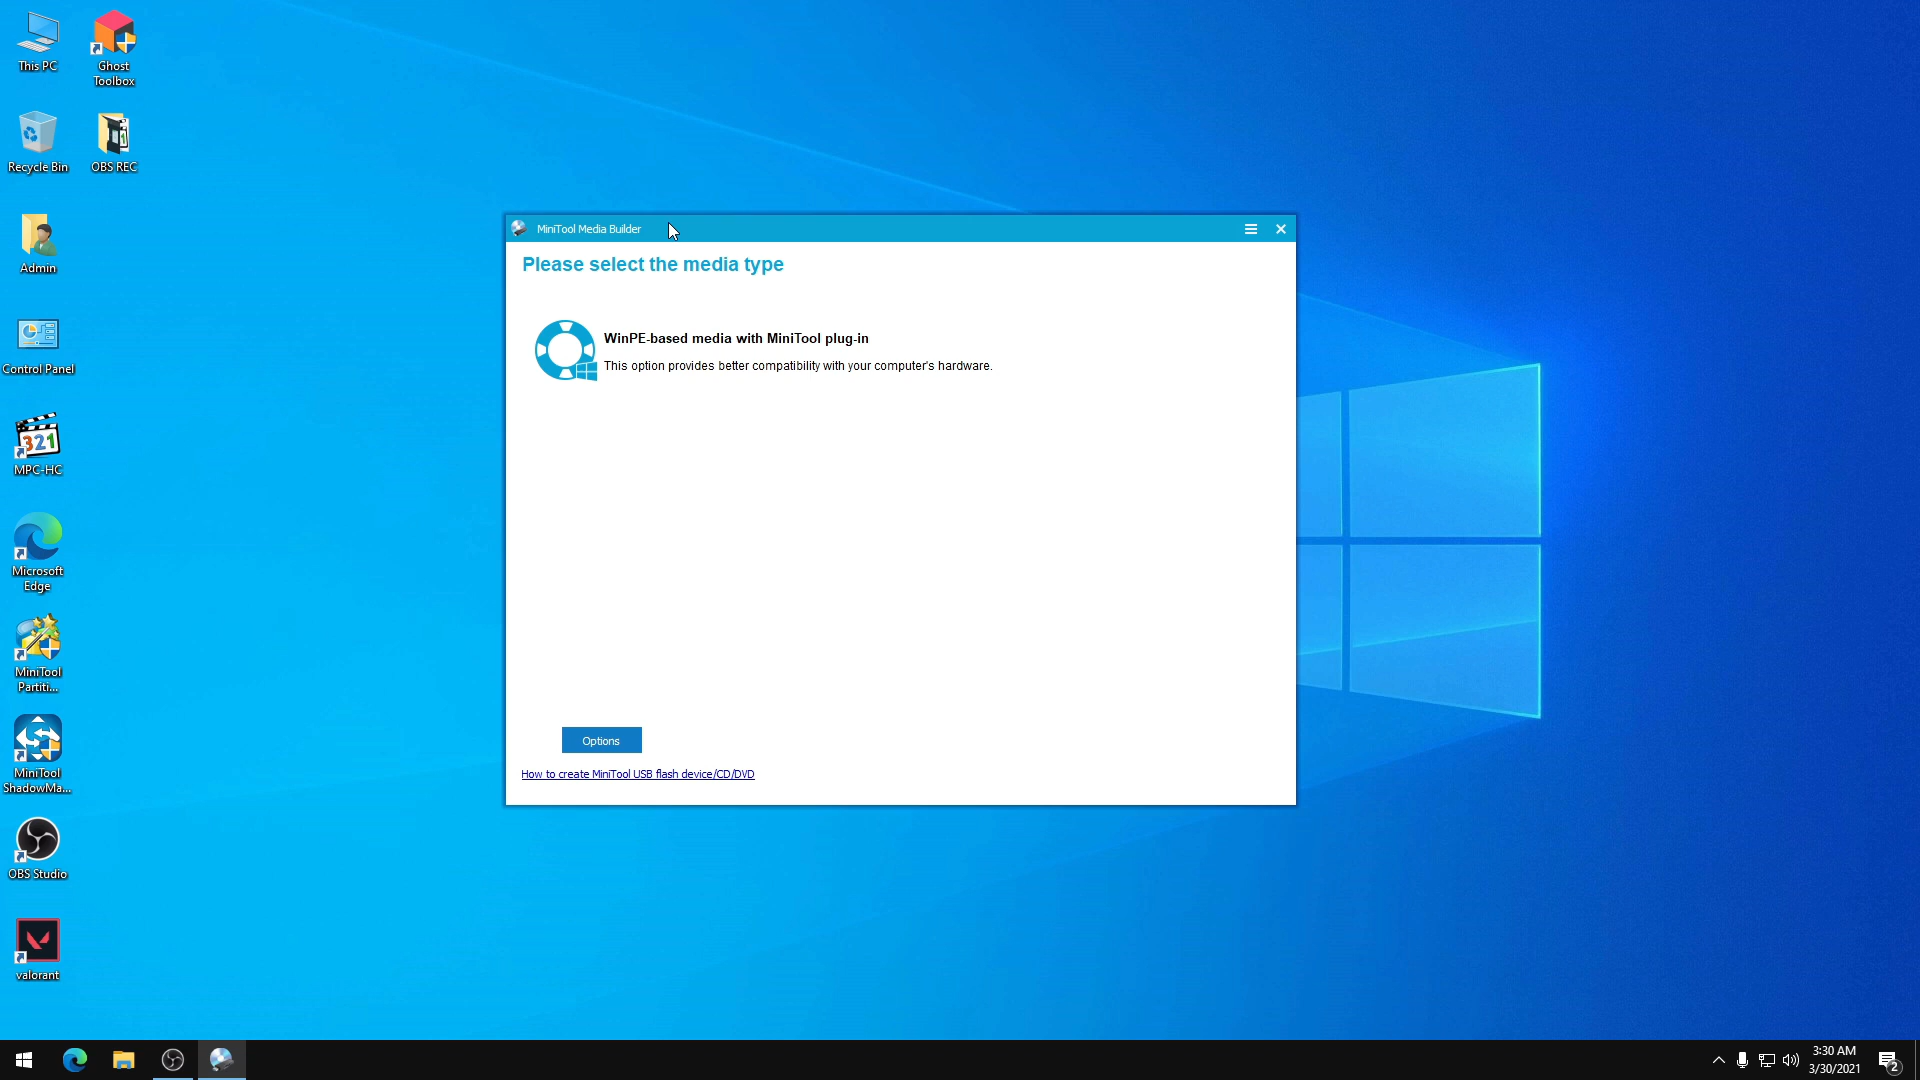 This PC
Ghost
Toolbox
Recycle Bin
OBS REC
Admin
Control Panel
321
MPC-HC
Microsoft
Edge
MiniTool
Partiti...
MiniTool
ShadowMa...
OBS Studio
valorant
MiniTool Media Builder
Please select the media type
WinPE-based media with MiniTool plug-in
This option provides better compatibility with your computer's hardware.
Options
How to create MiniTool USB flash device/CD/DVD
3:30 AM
3/30/2021
2